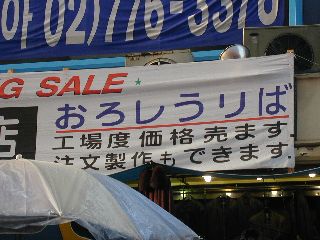 02)776-3376
G SALE ★
店
おろしうりば
工場度価格売ます.
注文製作もできます.